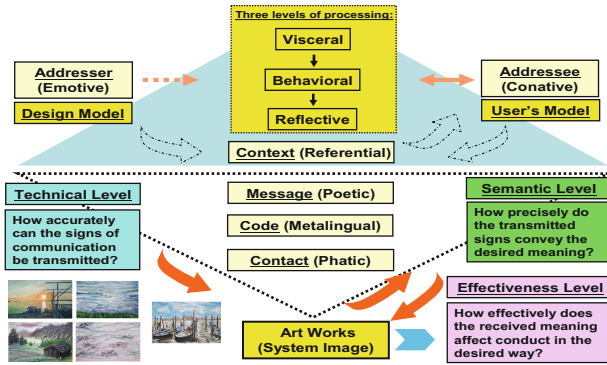 Three levels of processing:
Visceral
Behavioral
Reflective
Addresser
(Emotive)
Design Model
Addressee
(Conative)
User's Model
Context (Referential)
Technical Level
How accurately
can the signs of
communication
be transmitted?
Message (Poetic)
Code (Metalingual)
Contact (Phatic)
Semantic Level
How precisely do
the transmitted
signs convey the
desired meaning?
Effectiveness Level
How effectively does
the received meaning
affect conduct in the
desired way?
Art Works
(System Image)